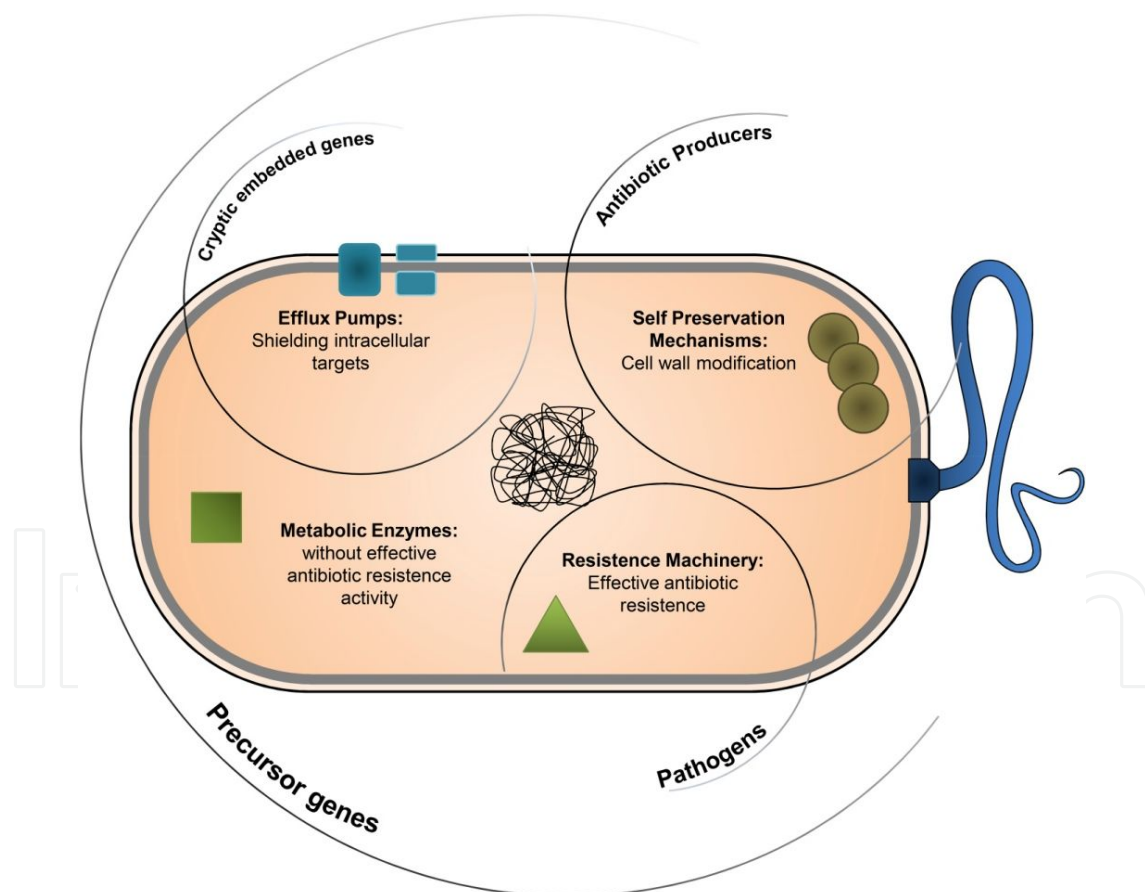 Cryptic embedded genes
Antibiotic Producers
Efflux Pumps:
Shielding intracellular
targets
Self Preservation
Mechanisms:
Cell wall modification
Metabolic Enzymes:
without effective
antibiotic resistence
activity
Resistence Machinery:
Effective antibiotic
resistence
Precursor genes
Pathogens